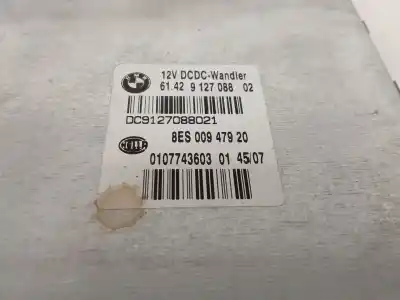 12V DCDC-Wandler
61.42 9 127 088 02
DC9127088021
8ES 009 479 20
0107743603 01 45/07